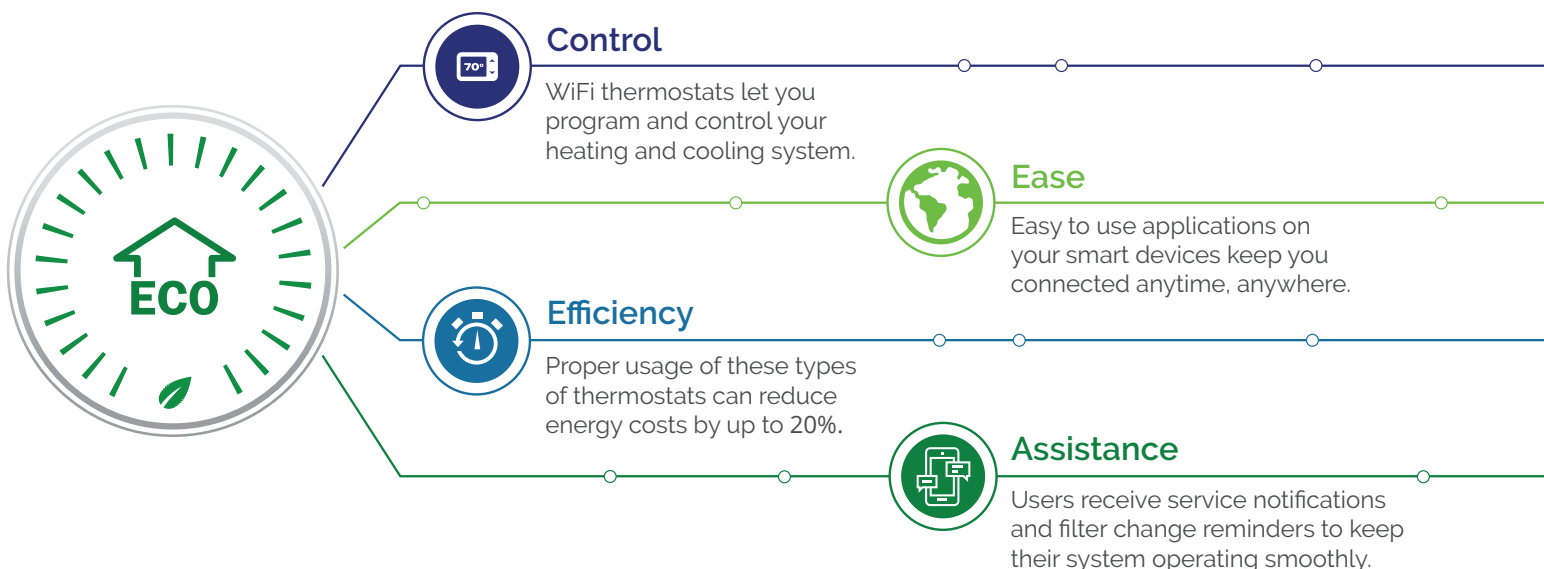 Control
70°
WiFi thermostats let you
program and control your
heating and cooling system.
Ease
Easy to use applications on
your smart devices keep you
connected anytime, anywhere.
ECO
Efficiency
Proper usage of these types
of thermostats can reduce
energy costs by up to 20%.
Assistance
Users receive service notifications
and filter change reminders to keep
their system operating smoothly.